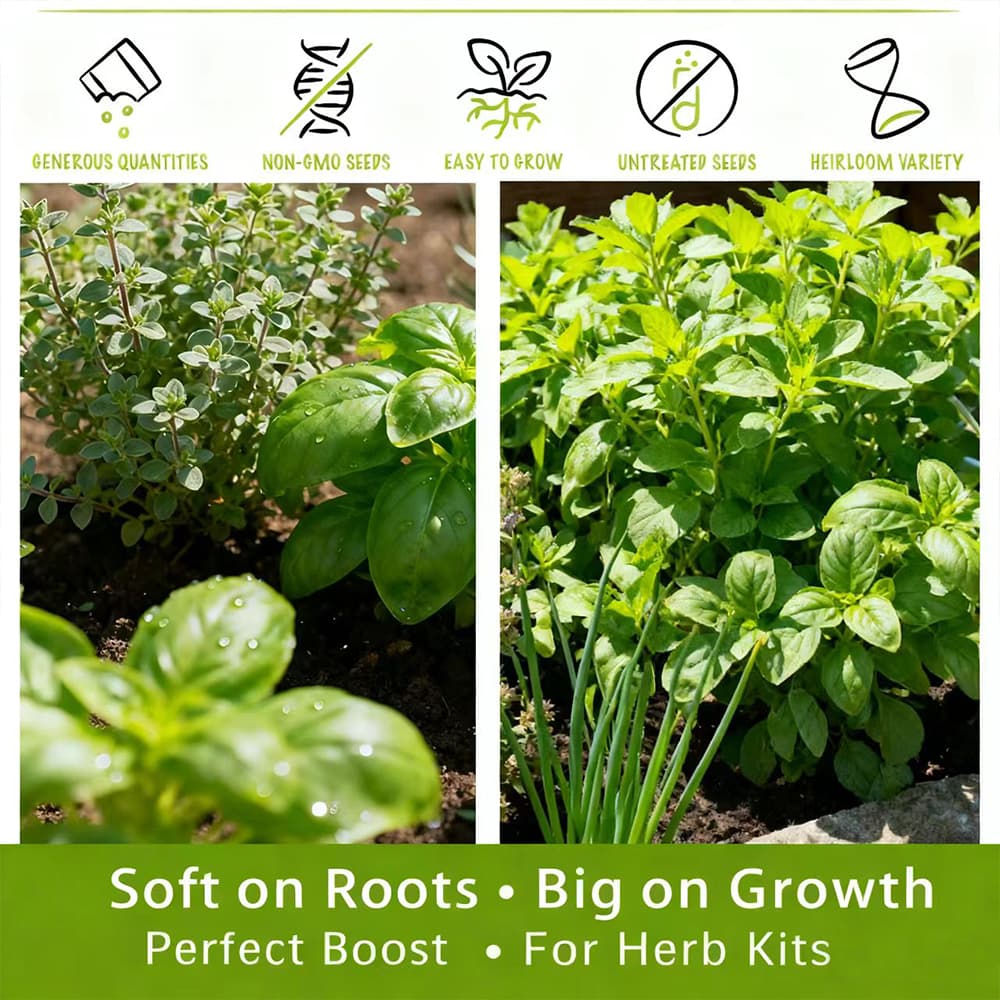 GENEROUS QUANTITIES
NON-GMO SEEDS
EASY TO GROW
UNTREATED SEEDS
HEIRLOOM VARIETY
Soft on Roots • Big on Growth
Perfect Boost • For Herb Kits